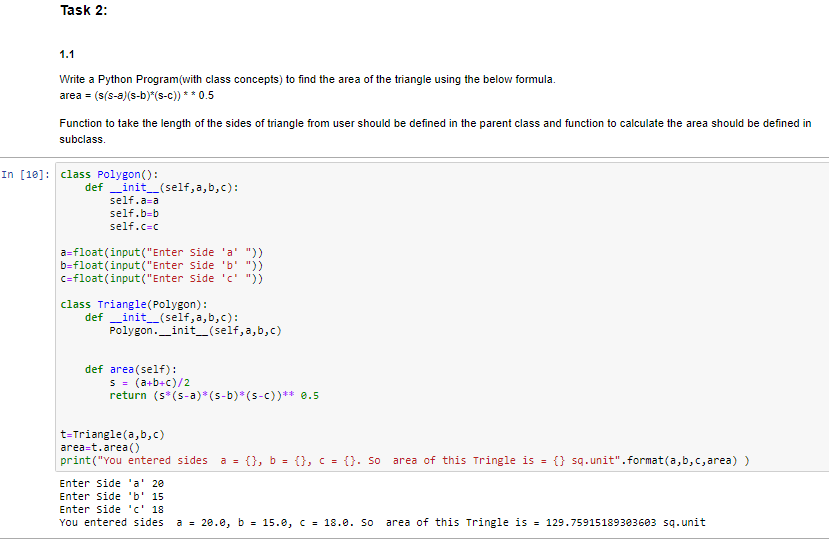 Task 2:
1.1
Write a Python Program(with class concepts) to find the area of the triangle using the below formula.
area = (s(s-a)(s-b)*(s-c)) * * 0.5
Function to take the length of the sides of triangle from user should be defined in the parent class and function to calculate the area should be defined in
subclass.
In [10]: class Polygon():
    def __init__(self,a,b,c):
        self.a=a
        self.b=b
        self.c=c
a=float(input("Enter Side 'a' "))
b=float(input("Enter Side 'b' "))
c=float(input("Enter Side 'c' "))
class Triangle(Polygon):
    def __init__(self,a,b,c):
        Polygon.__init__(self,a,b,c)
    def area(self):
        s = (a+b+c)/2
        return (s*(s-a)*(s-b)*(s-c))** 0.5
t=Triangle(a,b,c)
area=t.area()
print("You entered sides  a = {}, b = {}, c = {}. So  area of this Tringle is = {} sq.unit".format(a,b,c,area) )
Enter Side 'a' 20
Enter Side 'b' 15
Enter Side 'c' 18
You entered sides  a = 20.0, b = 15.0, c = 18.0. So  area of this Tringle is = 129.75915189303603 sq.unit